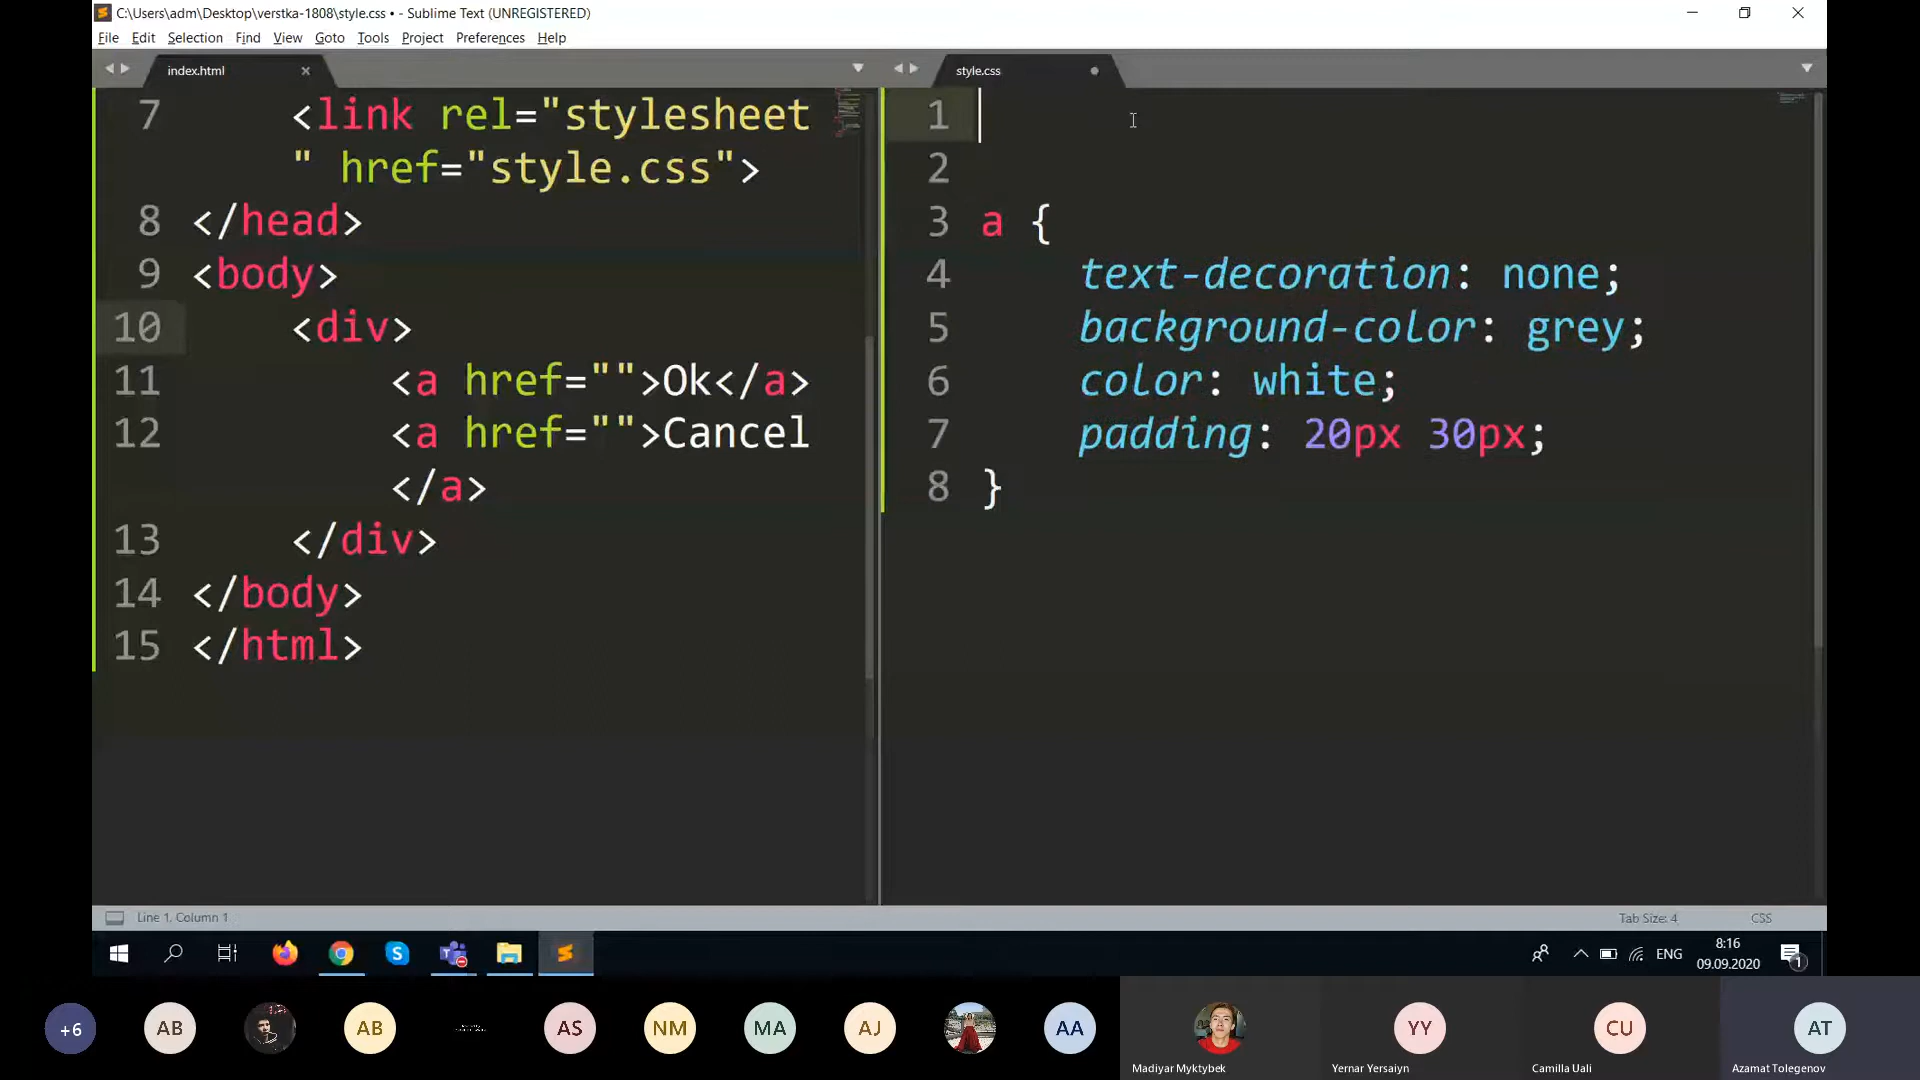 C:\Users\adm\Desktop\verstka-1808\style.css • - Sublime Text (UNREGISTERED)
File Edit Selection Find View Goto Tools Project Preferences Help
index.html
style.css
7 <link rel="stylesheet
" href="style.css">
8 </head>
9 <body>
10 <div>
11 <a href="">Ok</a>
12 <a href="">Cancel
</a>
13 </div>
14 </body>
15 </html>
1
2
3 a {
4 text-decoration: none;
5 background-color: grey;
6 color: white;
7 padding: 20px 30px;
8 }
Line 1, Column 1
Tab Size: 4
CSS
ENG
8:16
09.09.2020
1
+6
AB
AB
AS
NM
MA
AJ
AA
YY
CU
AT
Madiyar Myktybek
Yernar Yersaiyn
Camilla Uali
Azamat Tolegenov